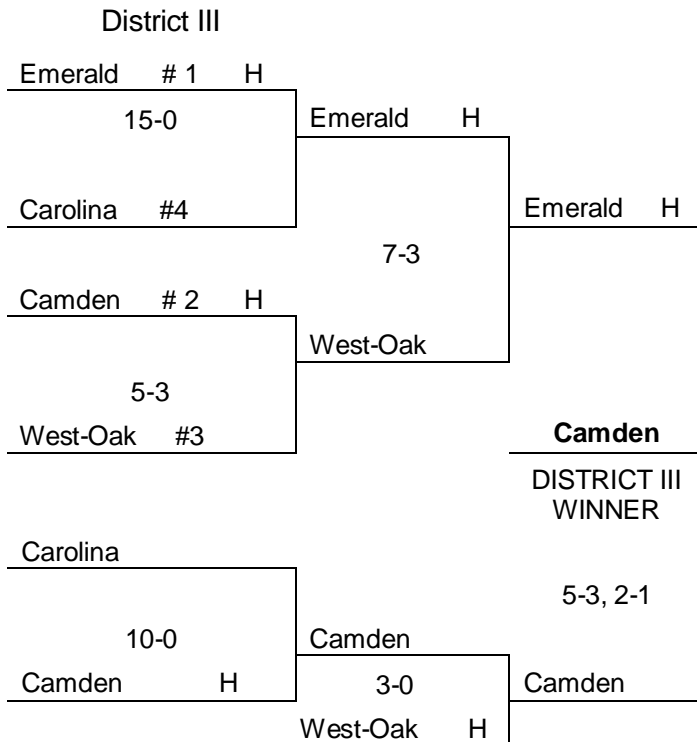 District III
Emerald # 1 H
15-0
Emerald H
Carolina #4
Emerald H
7-3
Camden # 2 H
West-Oak
5-3
West-Oak #3
Camden
DISTRICT III
WINNER
Carolina
5-3, 2-1
10-0
Camden
Camden H
3-0
Camden
West-Oak H